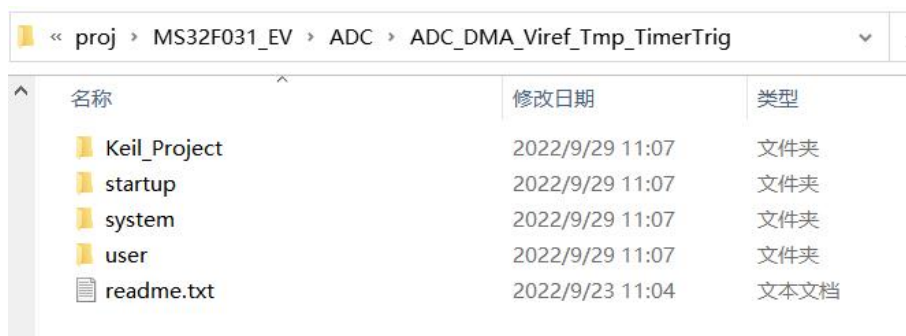 « proj › MS32F031_EV › ADC › ADC_DMA_Viref_Tmp_TimerTrig
名称 修改日期 类型
Keil_Project 2022/9/29 11:07 文件夹
startup 2022/9/29 11:07 文件夹
system 2022/9/29 11:07 文件夹
user 2022/9/29 11:07 文件夹
readme.txt 2022/9/23 11:04 文本文档